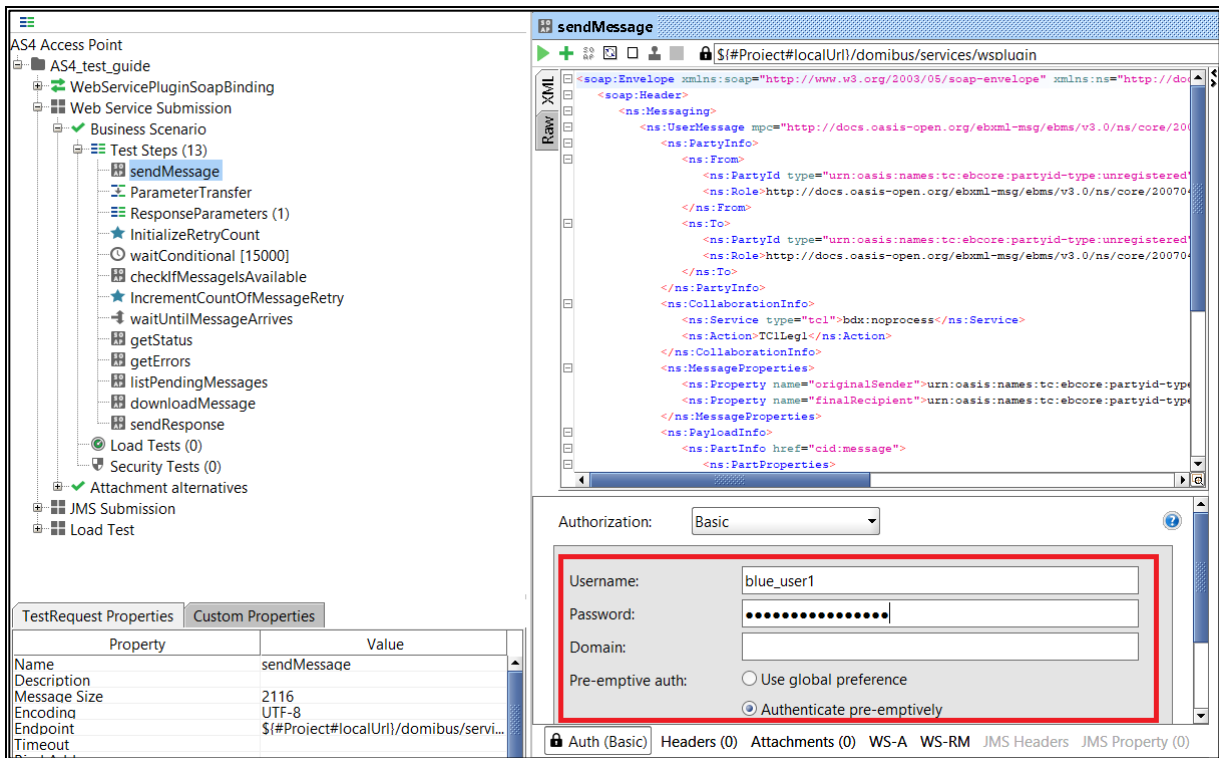 AS4 Access Point
AS4_test_guide
WebServicePluginSoapBinding
Web Service Submission
Business Scenario
Test Steps (13)
sendMessage
ParameterTransfer
ResponseParameters (1)
InitializeRetryCount
waitConditional [15000]
checkIfMessageIsAvailable
IncrementCountOfMessageRetry
waitUntilMessageArrives
getStatus
getErrors
listPendingMessages
downloadMessage
sendResponse
Load Tests (0)
Security Tests (0)
Attachment alternatives
JMS Submission
Load Test
TestRequest Properties Custom Properties
Property Value
Name sendMessage
Description
Message Size 2116
Encoding UTF-8
Endpoint ${#Project#localUrl}/domibus/servi...
Timeout
sendMessage
${#Project#localUrl}/domibus/services/wsplugin
XML
Raw
<soap:Envelope xmlns:soap="http://www.w3.org/2003/05/soap-envelope" xmlns:ns="http://doc
<soap:Header>
<ns:Messaging>
<ns:UserMessage mpc="http://docs.oasis-open.org/ebxml-msg/ebms/v3.0/ns/core/200
<ns:PartyInfo>
<ns:From>
<ns:PartyId type="urn:oasis:names:tc:ebcore:partyid-type:unregistered"
<ns:Role>http://docs.oasis-open.org/ebxml-msg/ebms/v3.0/ns/core/200704
</ns:From>
<ns:To>
<ns:PartyId type="urn:oasis:names:tc:ebcore:partyid-type:unregistered"
<ns:Role>http://docs.oasis-open.org/ebxml-msg/ebms/v3.0/ns/core/200704
</ns:To>
</ns:PartyInfo>
<ns:CollaborationInfo>
<ns:Service type="tc1">bdx:noprocess</ns:Service>
<ns:Action>TC1Leg1</ns:Action>
</ns:CollaborationInfo>
<ns:MessageProperties>
<ns:Property name="originalSender">urn:oasis:names:tc:ebcore:partyid-type
<ns:Property name="finalRecipient">urn:oasis:names:tc:ebcore:partyid-type
</ns:MessageProperties>
<ns:PayloadInfo>
<ns:PartInfo href="cid:message">
<ns:PartProperties>
Authorization: Basic
Username: blue_user1
Password: ●●●●●●●●●●●●●●●●
Domain:
Pre-emptive auth: Use global preference
Authenticate pre-emptively
Auth (Basic) Headers (0) Attachments (0) WS-A WS-RM JMS Headers JMS Property (0)